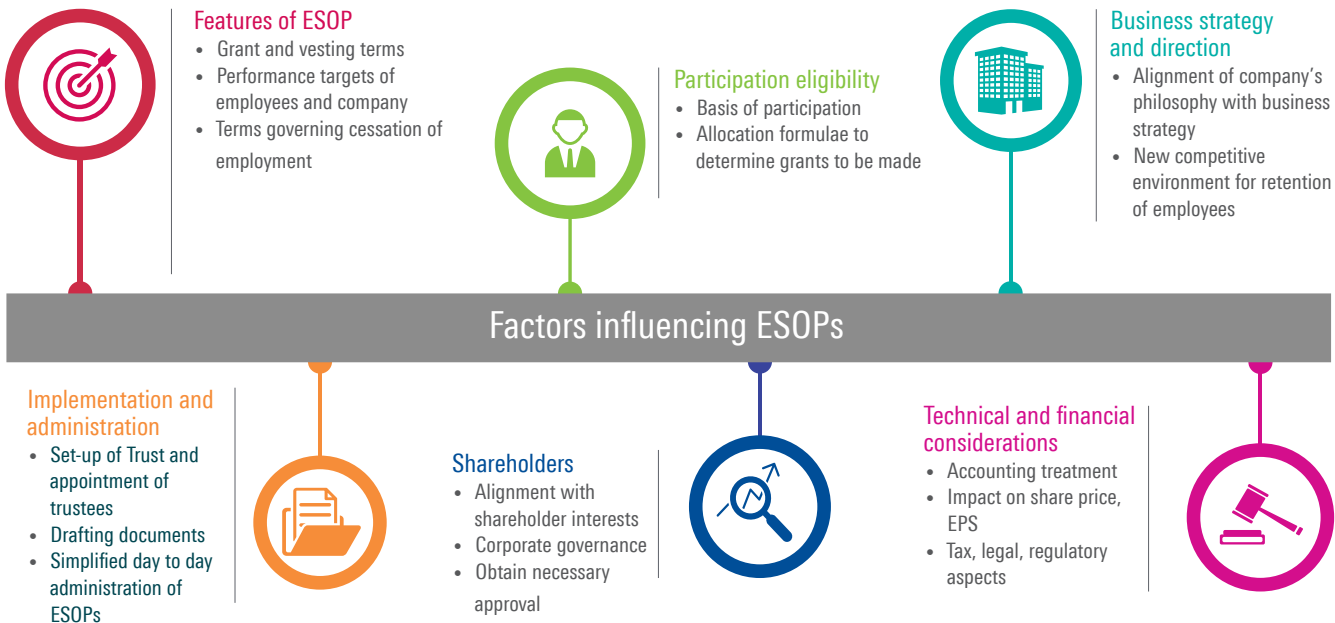 Features of ESOP
• Grant and vesting terms
• Performance targets of
employees and company
• Terms governing cessation of
employment
Participation eligibility
• Basis of participation
• Allocation formulae to
determine grants to be made
Business strategy
and direction
• Alignment of company's
philosophy with business
strategy
• New competitive
environment for retention
of employees
Factors influencing ESOPs
Implementation and
administration
• Set-up of Trust and
appointment of
trustees
• Drafting documents
• Simplified day to day
administration of
ESOPs
Shareholders
• Alignment with
shareholder interests
• Corporate governance
• Obtain necessary
approval
Technical and financial
considerations
• Accounting treatment
• Impact on share price,
EPS
• Tax, legal, regulatory
aspects